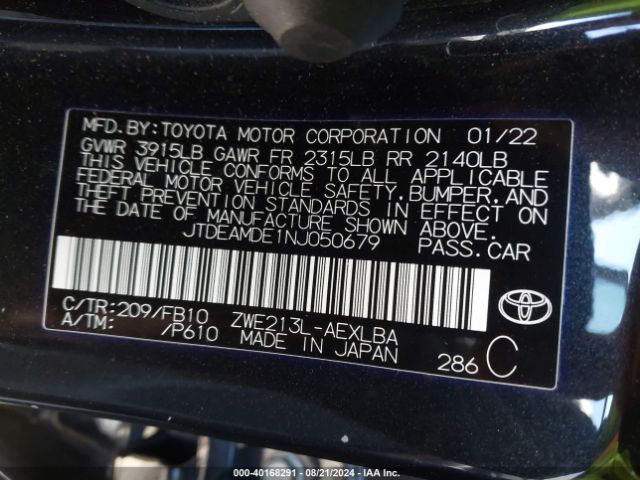 MFD.BY:TOYOTA MOTOR CORPORATION 01/22
GVWR 3915LB GAWR FR 2315LB RR 2140LB
THIS VEHICLE CONFORMS TO ALL APPLICABLE
FEDERAL MOTOR VEHICLE SAFETY,BUMPER,AND
THEFT PREVENTION STANDARDS IN EFFECT ON
THE DATE OF MANUFACTURE SHOWN ABOVE.
JTDEAMDE1NJ050679 PASS.CAR
C/TR:209/FB10 ZWE213L-AEXLBA
A/TM: /P610 MADE IN JAPAN
286 C
000-40168291 - 08/21/2024 - IAA Inc.